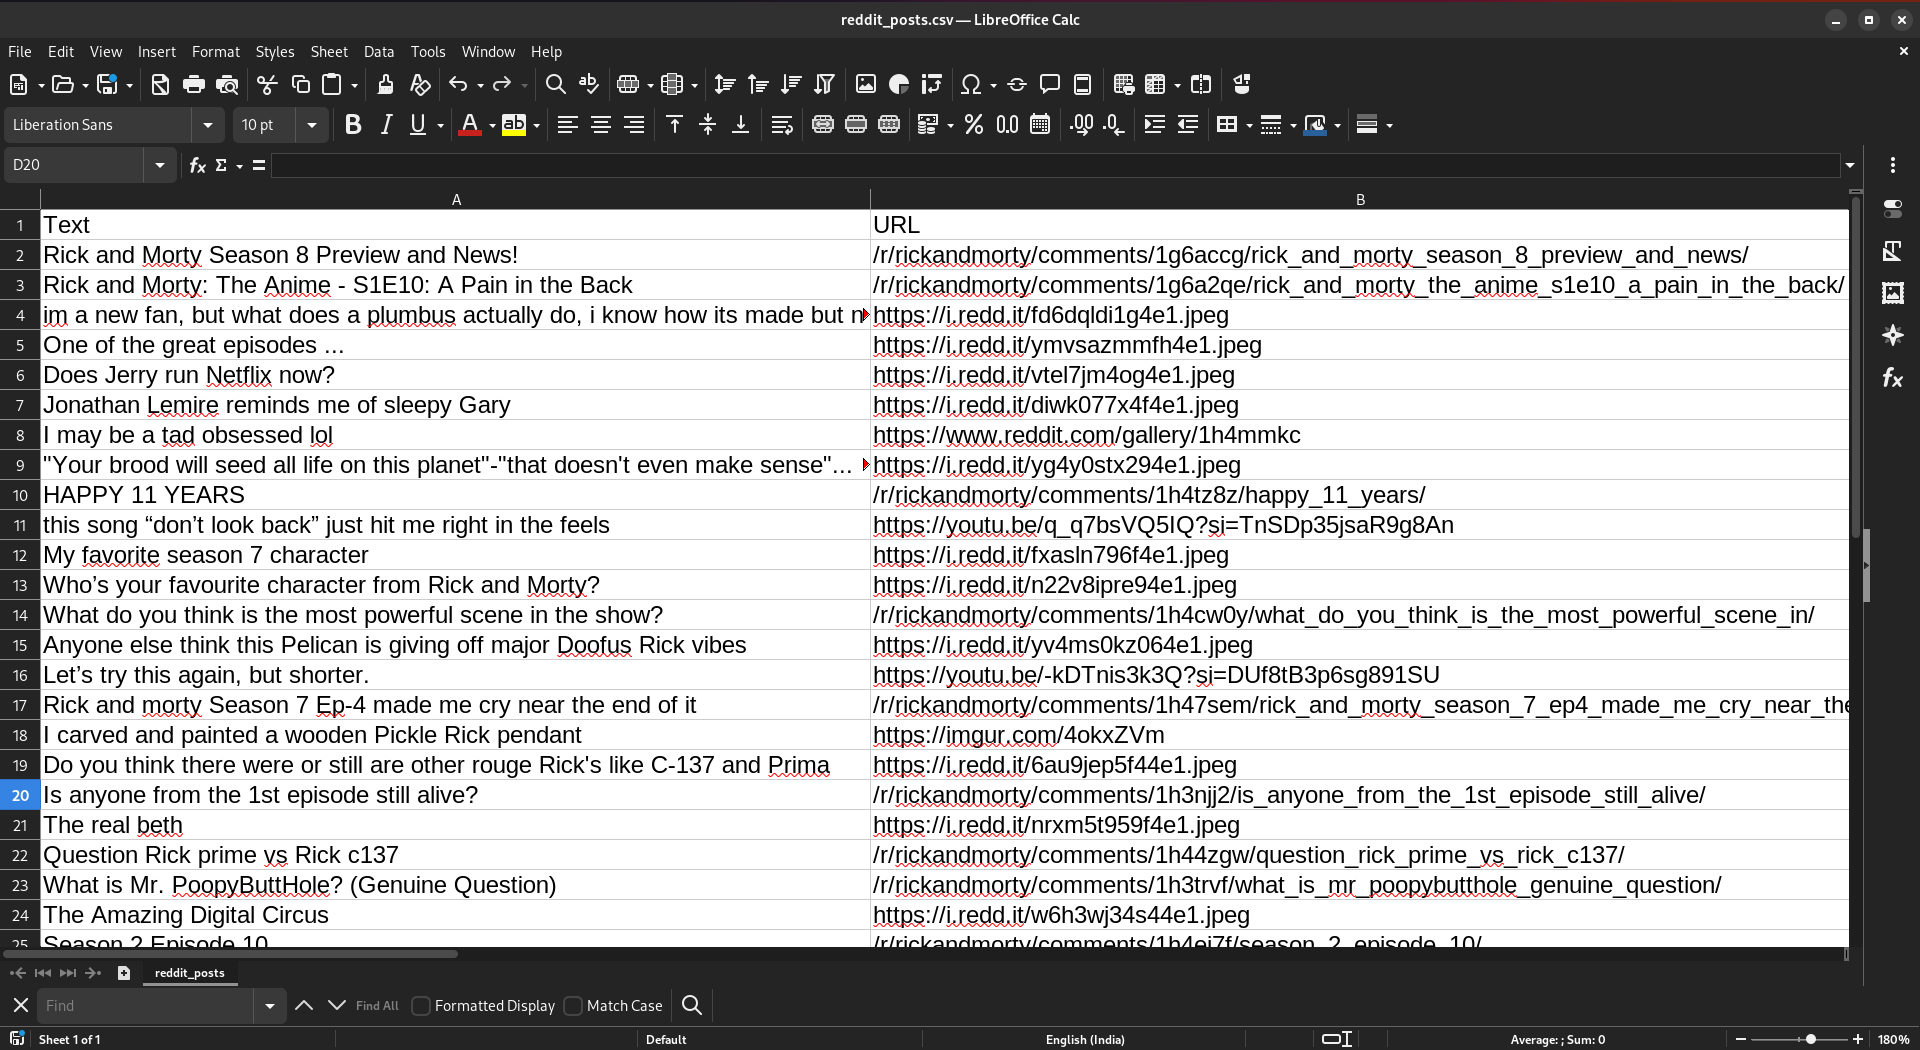 reddit_posts.csv — LibreOffice Calc
File Edit View Insert Format Styles Sheet Data Tools Window Help
Liberation Sans 10 pt
D20
A B
1 Text URL
2 Rick and Morty Season 8 Preview and News! /r/rickandmorty/comments/1g6accg/rick_and_morty_season_8_preview_and_news/
3 Rick and Morty: The Anime - S1E10: A Pain in the Back /r/rickandmorty/comments/1g6a2qe/rick_and_morty_the_anime_s1e10_a_pain_in_the_back/
4 im a new fan, but what does a plumbus actually do, i know how its made but https://i.redd.it/fd6dqldi1g4e1.jpeg
5 One of the great episodes ... https://i.redd.it/ymvsazmmfh4e1.jpeg
6 Does Jerry run Netflix now? https://i.redd.it/vtel7jm4og4e1.jpeg
7 Jonathan Lemire reminds me of sleepy Gary https://i.redd.it/diwk077x4f4e1.jpeg
8 I may be a tad obsessed lol https://www.reddit.com/gallery/1h4mmkc
9 "Your brood will seed all life on this planet"-"that doesn't even make sense"... https://i.redd.it/yg4y0stx294e1.jpeg
10 HAPPY 11 YEARS /r/rickandmorty/comments/1h4tz8z/happy_11_years/
11 this song “don’t look back” just hit me right in the feels https://youtu.be/q_q7bsVQ5IQ?si=TnSDp35jsaR9g8An
12 My favorite season 7 character https://i.redd.it/fxasln796f4e1.jpeg
13 Who’s your favourite character from Rick and Morty? https://i.redd.it/n22v8ipre94e1.jpeg
14 What do you think is the most powerful scene in the show? /r/rickandmorty/comments/1h4cw0y/what_do_you_think_is_the_most_powerful_scene_in/
15 Anyone else think this Pelican is giving off major Doofus Rick vibes https://i.redd.it/yv4ms0kz064e1.jpeg
16 Let’s try this again, but shorter. https://youtu.be/-kDTnis3k3Q?si=DUf8tB3p6sg891SU
17 Rick and morty Season 7 Ep-4 made me cry near the end of it /r/rickandmorty/comments/1h47sem/rick_and_morty_season_7_ep4_made_me_cry_near_the
18 I carved and painted a wooden Pickle Rick pendant https://imgur.com/4okxZVm
19 Do you think there were or still are other rouge Rick's like C-137 and Prima https://i.redd.it/6au9jep5f44e1.jpeg
20 Is anyone from the 1st episode still alive? /r/rickandmorty/comments/1h3njj2/is_anyone_from_the_1st_episode_still_alive/
21 The real beth https://i.redd.it/nrxm5t959f4e1.jpeg
22 Question Rick prime vs Rick c137 /r/rickandmorty/comments/1h44zgw/question_rick_prime_vs_rick_c137/
23 What is Mr. PoopyButtHole? (Genuine Question) /r/rickandmorty/comments/1h3trvf/what_is_mr_poopybutthole_genuine_question/
24 The Amazing Digital Circus https://i.redd.it/w6h3wj34s44e1.jpeg
25 Season 2 Episode 10 /r/rickandmorty/comments/1h4ei7f/season_2_episode_10/
reddit_posts
Find Find All Formatted Display Match Case
Sheet 1 of 1 Default English (India) Average: ; Sum: 0 180%